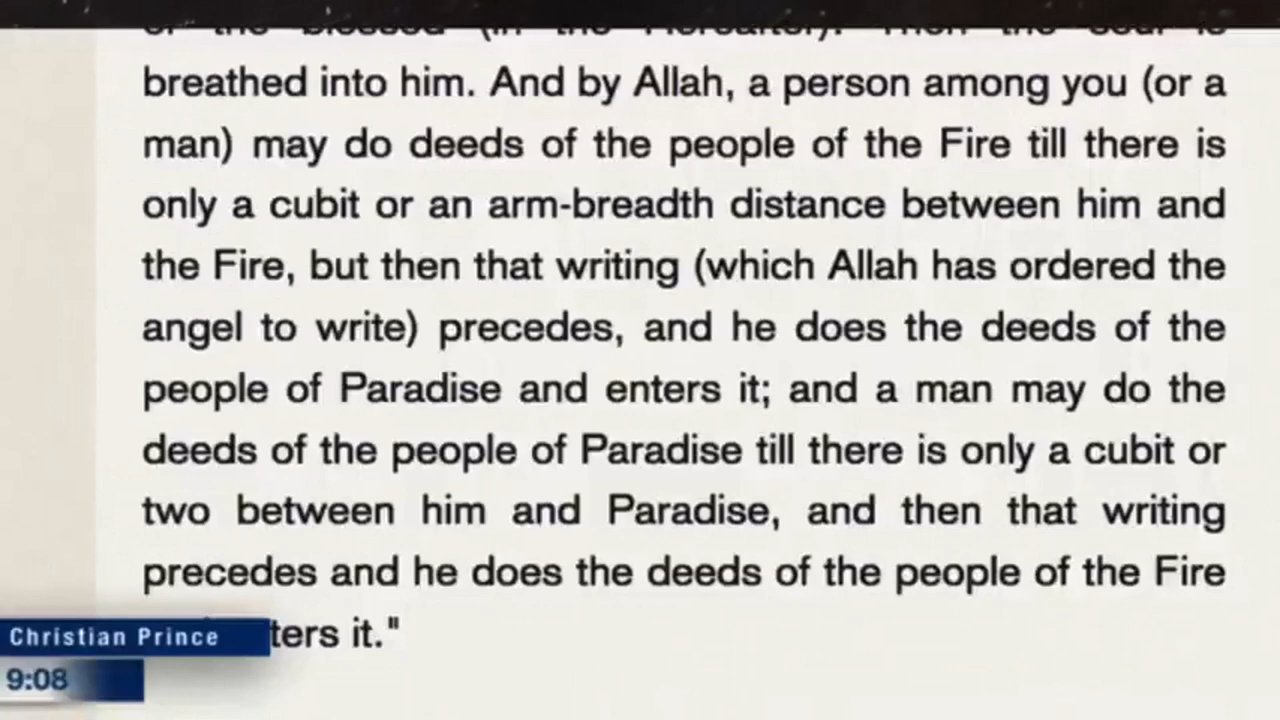 breathed into him. And by Allah, a person among you (or a
man) may do deeds of the people of the Fire till there is
only a cubit or an arm-breadth distance between him and
the Fire, but then that writing (which Allah has ordered the
angel to write) precedes, and he does the deeds of the
people of Paradise and enters it; and a man may do the
deeds of the people of Paradise till there is only a cubit or
two between him and Paradise, and then that writing
precedes and he does the deeds of the people of the Fire
it."
Christian Prince
9:08